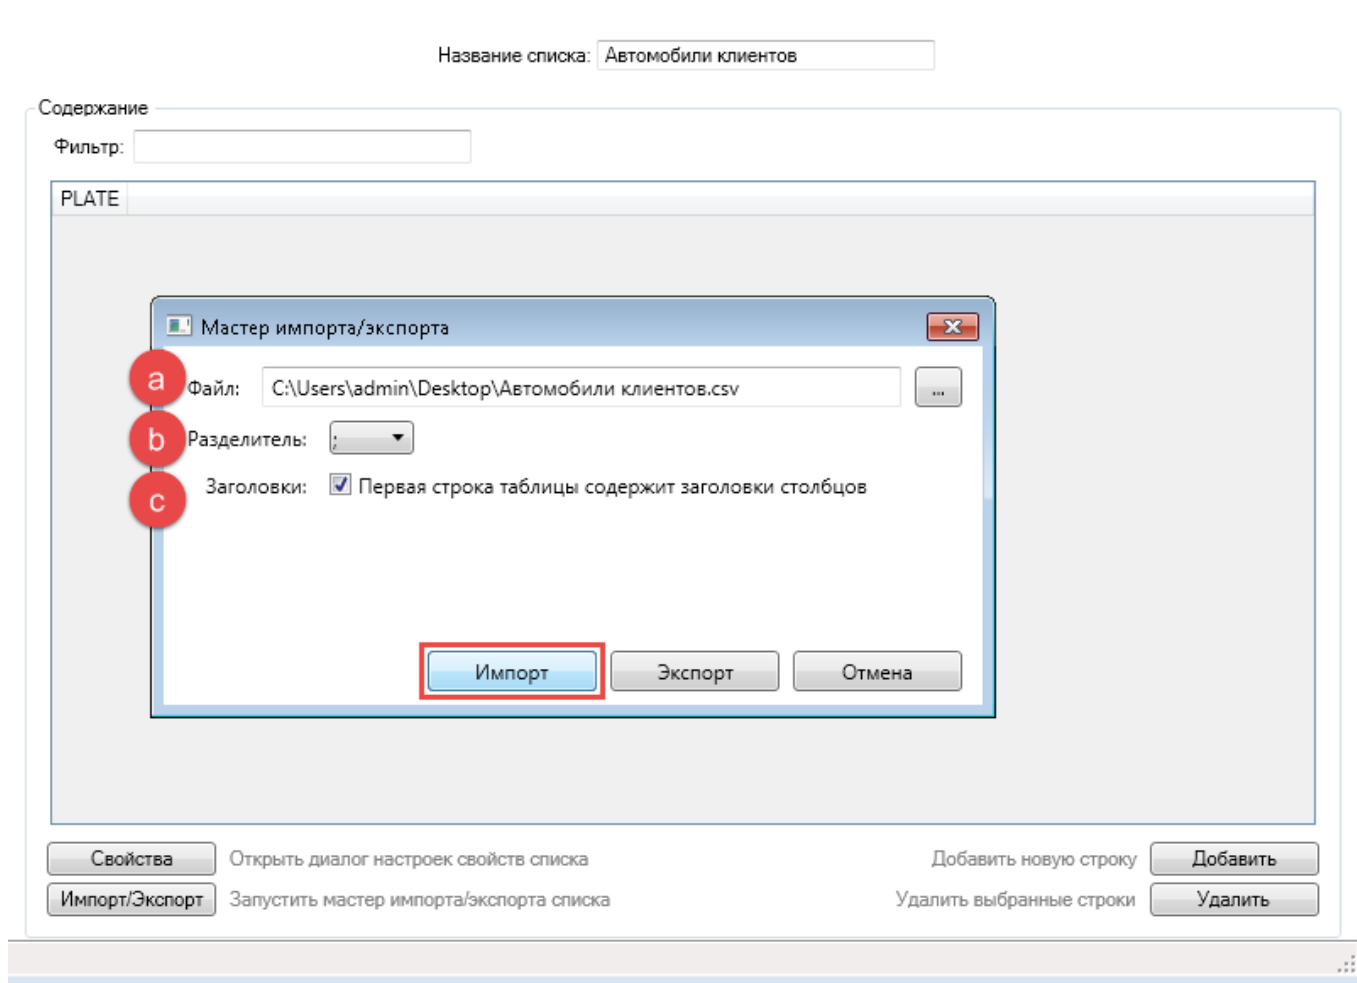 Название списка: Автомобили клиентов
Содержание
Фильтр:
PLATE
Мастер импорта/экспорта
a Файл: C:\Users\admin\Desktop\Автомобили клиентов.csv ...
b Разделитель: ;
c Заголовки: Первая строка таблицы содержит заголовки столбцов
Импорт Экспорт Отмена
Свойства Открыть диалог настроек свойств списка Добавить новую строку Добавить
Импорт/Экспорт Запустить мастер импорта/экспорта списка Удалить выбранные строки Удалить